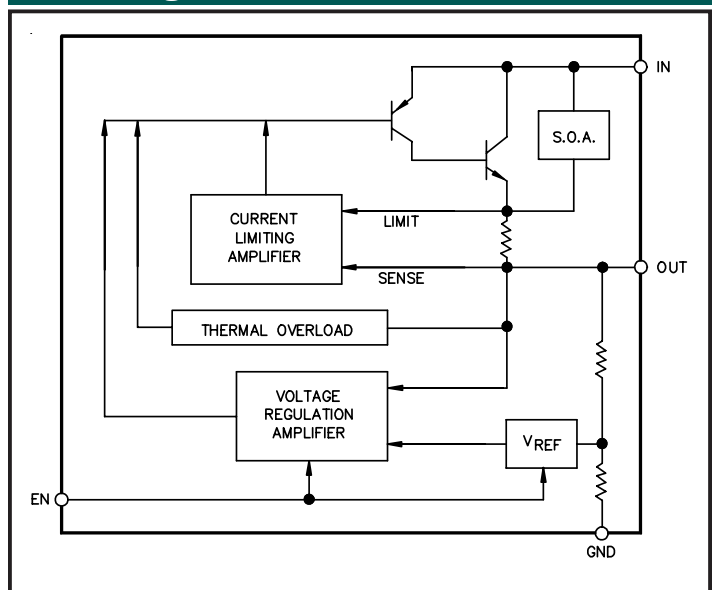 IN
S.O.A.
CURRENT
LIMITING
AMPLIFIER
LIMIT
SENSE
OUT
THERMAL OVERLOAD
VOLTAGE
REGULATION
AMPLIFIER
VREF
EN
GND